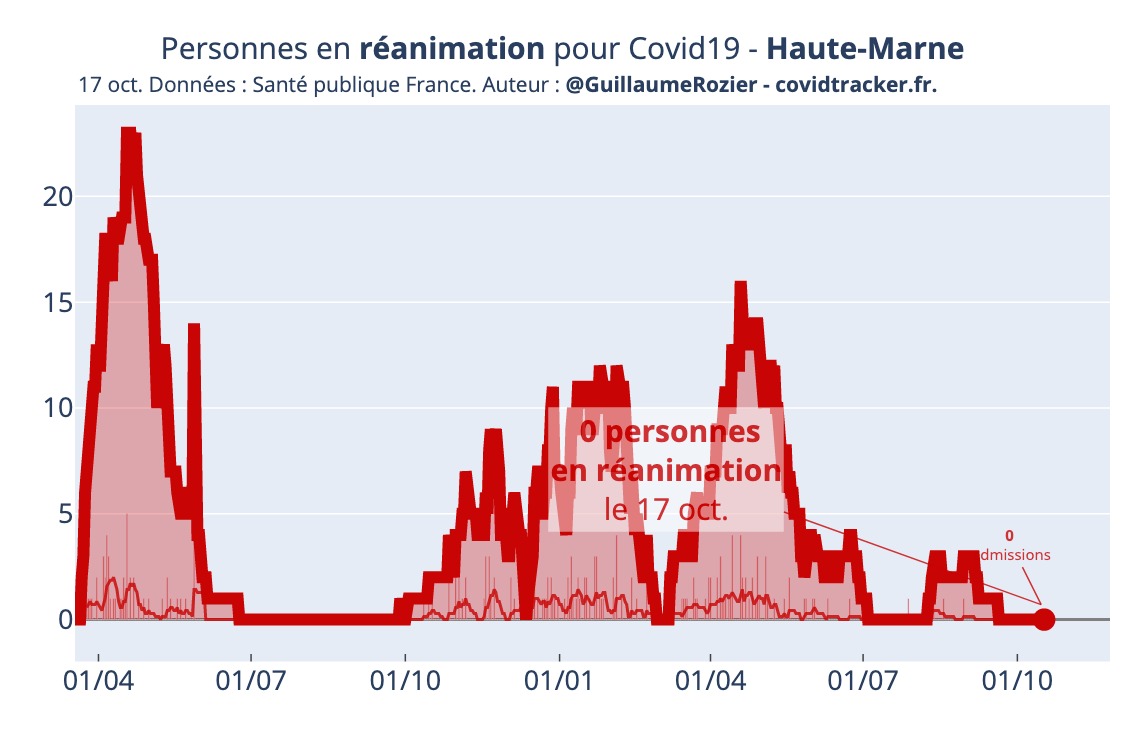 Personnes en réanimation pour Covid19 - Haute-Marne
17 oct. Données : Santé publique France. Auteur : @GuillaumeRozier - covidtracker.fr.
20
15
10
5
0
0 personnes
en réanimation
le 17 oct.
0
dmissions
01/04 01/07 01/10 01/01 01/04 01/07 01/10